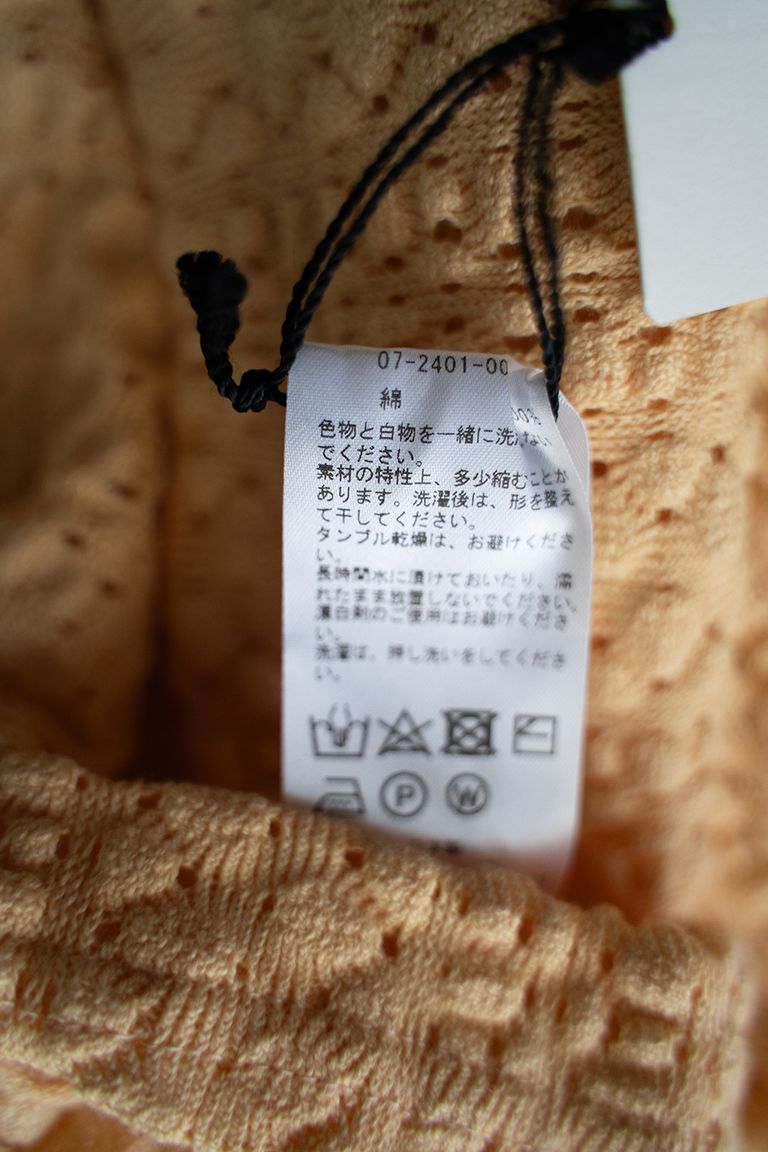 07-2401-00
綿 00%
色物と白物を一緒に洗わない
でください。
素材の特性上、多少縮むことが
あります。洗濯後は、形を整え
て干してください。
タンブル乾燥は、お避けくださ
い。
長時間水に漬けておいたり、濡
れたまま放置しないでください。
漂白剤のご使用はお避けくださ
い。
洗濯は、押し洗いをしてくださ
い。
P W